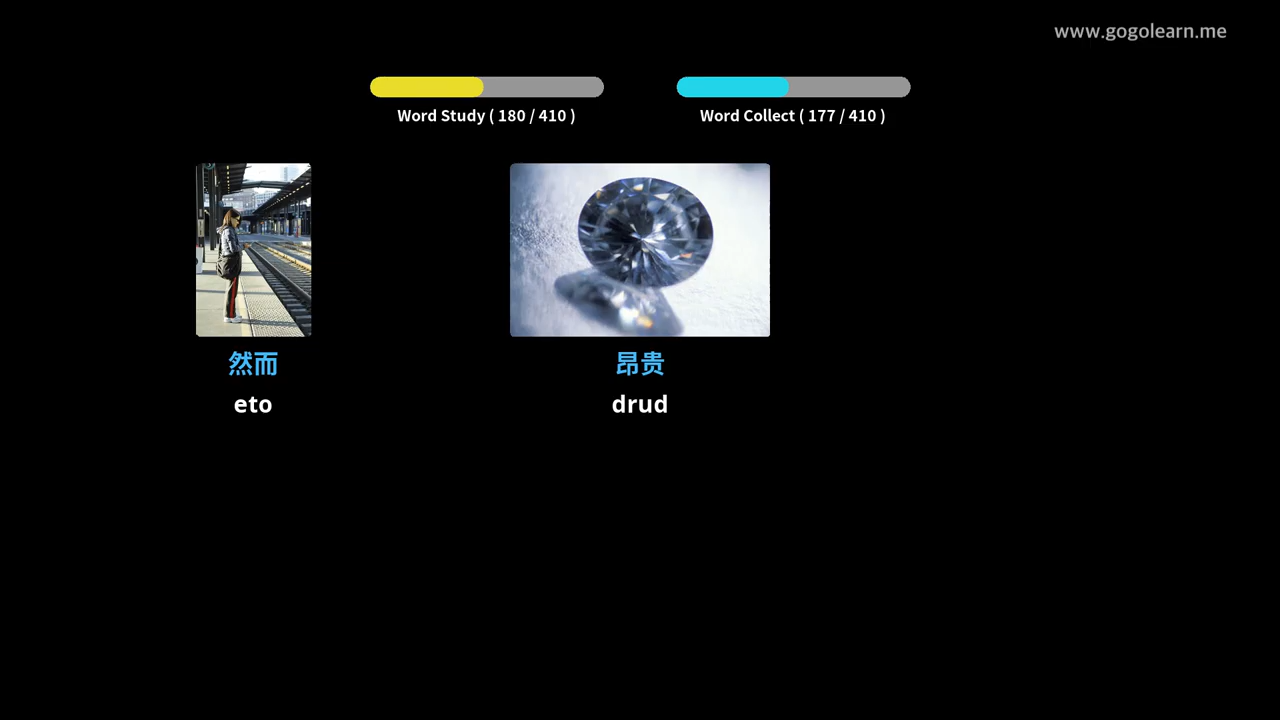 www.gogolearn.me
Word Study ( 180 / 410 )
Word Collect ( 177 / 410 )
然而
eto
昂贵
drud